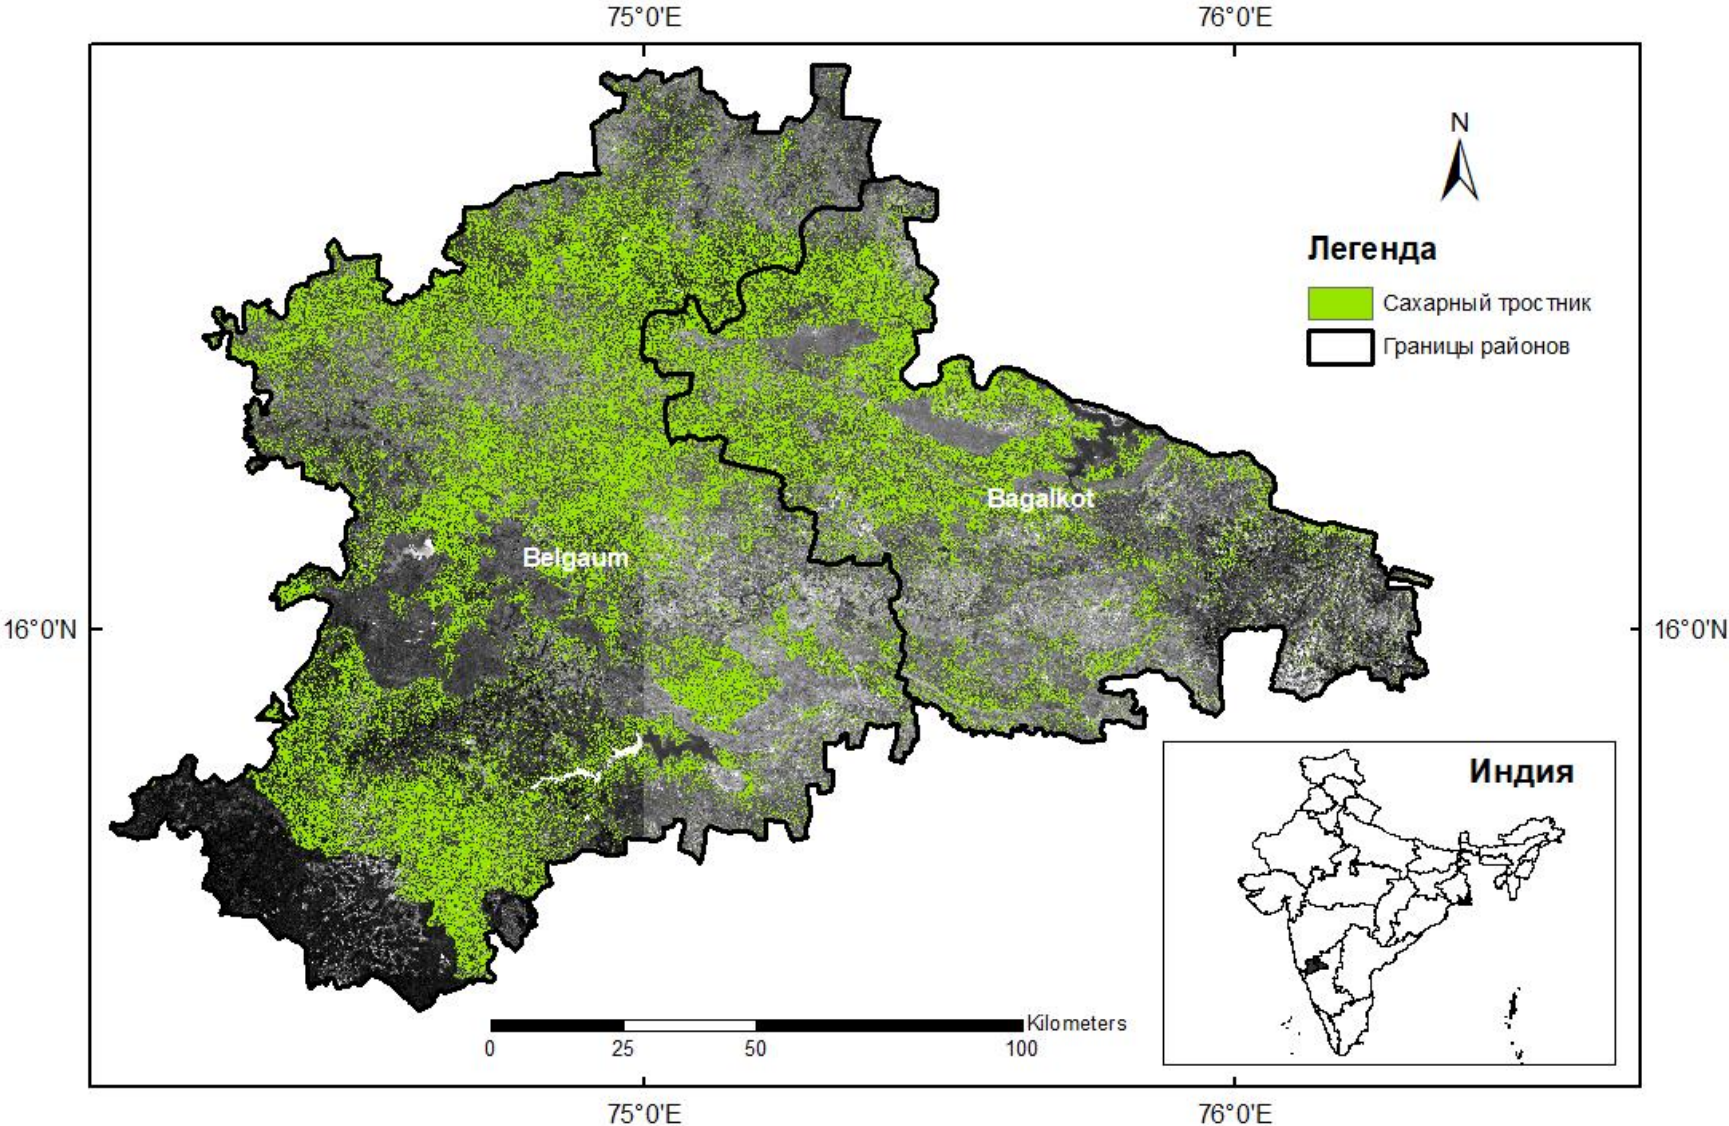 75°0'E
76°0'E
N
Легенда
Сахарный тростник
Границы районов
Bagalkot
Belgaum
16°0'N
16°0'N
Индия
Kilometers
0
25
50
100
75°0'E
76°0'E